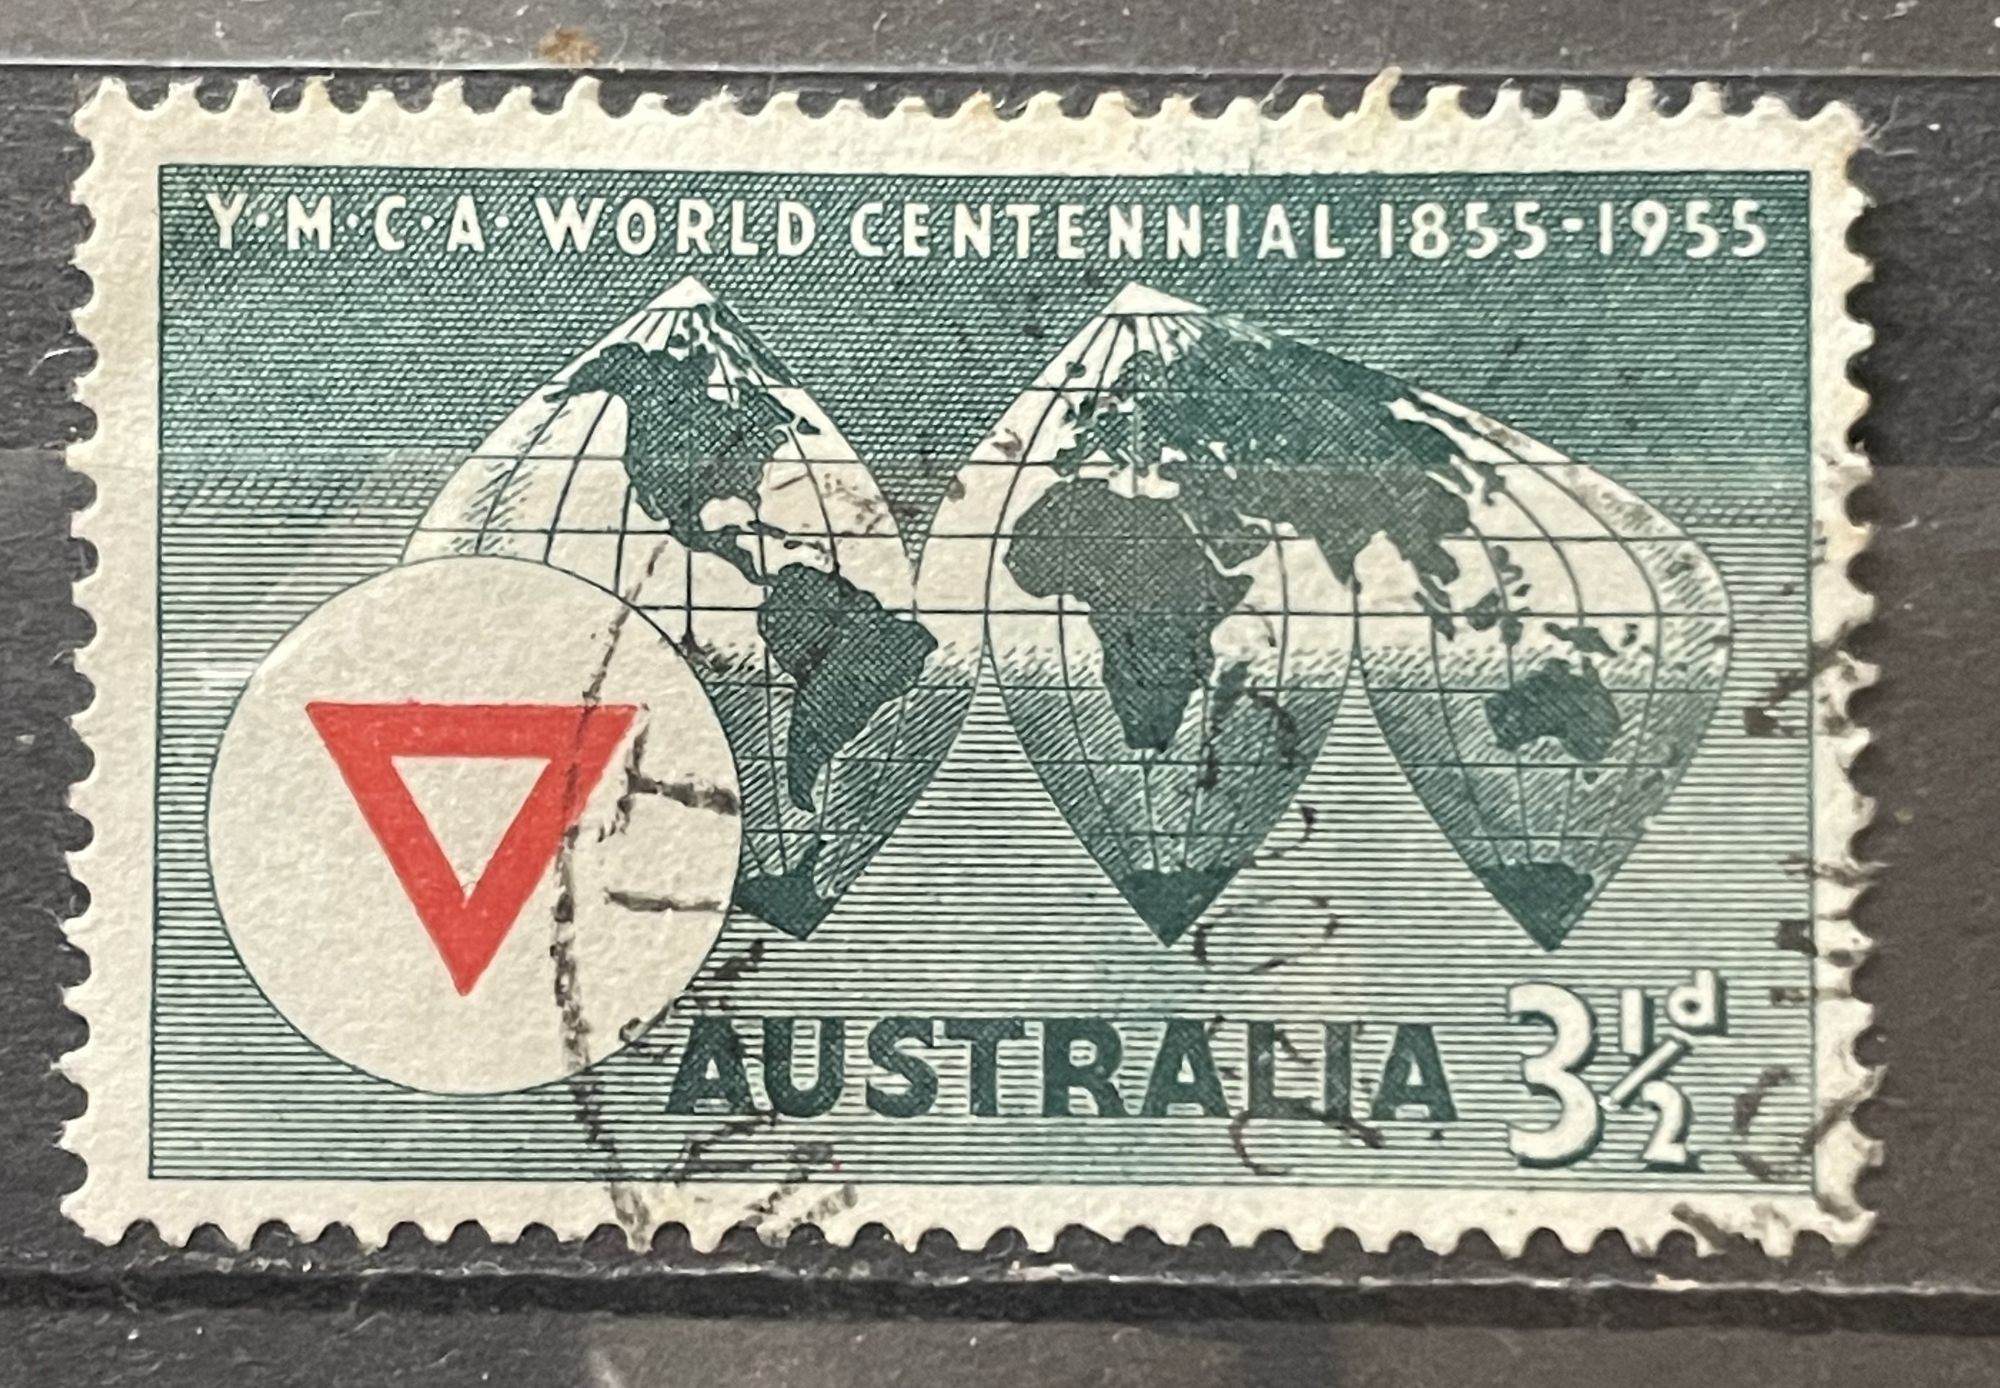 Y·M·C·A· WORLD CENTENNIAL 1855-1955
AUSTRALIA 3½d